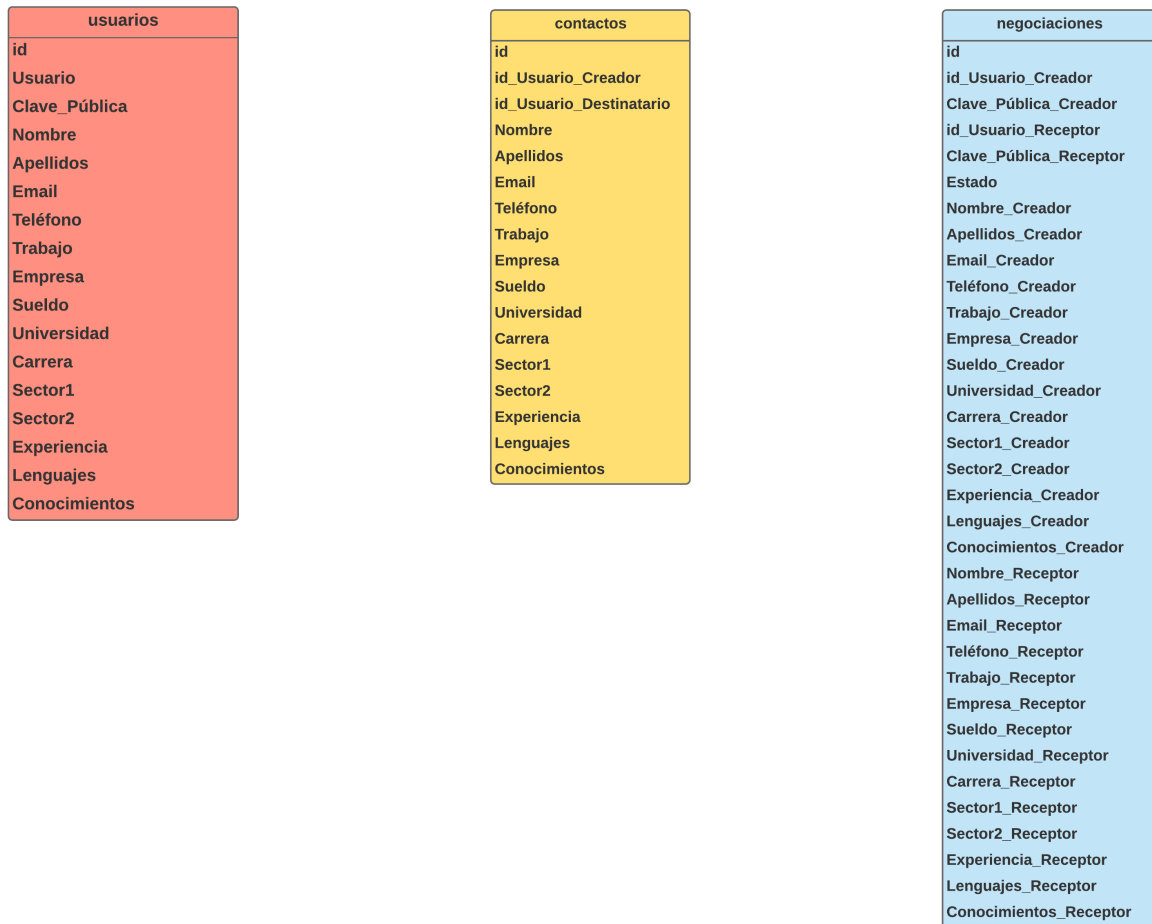 usuarios
id
Usuario
Clave_Pública
Nombre
Apellidos
Email
Teléfono
Trabajo
Empresa
Sueldo
Universidad
Carrera
Sector1
Sector2
Experiencia
Lenguajes
Conocimientos
contactos
id
id_Usuario_Creador
id_Usuario_Destinatario
Nombre
Apellidos
Email
Teléfono
Trabajo
Empresa
Sueldo
Universidad
Carrera
Sector1
Sector2
Experiencia
Lenguajes
Conocimientos
negociaciones
id
id_Usuario_Creador
Clave_Pública_Creador
id_Usuario_Receptor
Clave_Pública_Receptor
Estado
Nombre_Creador
Apellidos_Creador
Email_Creador
Teléfono_Creador
Trabajo_Creador
Empresa_Creador
Sueldo_Creador
Universidad_Creador
Carrera_Creador
Sector1_Creador
Sector2_Creador
Experiencia_Creador
Lenguajes_Creador
Conocimientos_Creador
Nombre_Receptor
Apellidos_Receptor
Email_Receptor
Teléfono_Receptor
Trabajo_Receptor
Empresa_Receptor
Sueldo_Receptor
Universidad_Receptor
Carrera_Receptor
Sector1_Receptor
Sector2_Receptor
Experiencia_Receptor
Lenguajes_Receptor
Conocimientos_Receptor